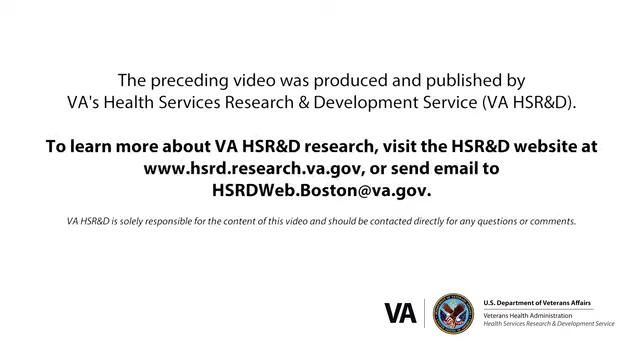 The preceding video was produced and published by
VA's Health Services Research & Development Service (VA HSR&D).
To learn more about VA HSR&D research, visit the HSR&D website at
www.hsrd.research.va.gov, or send email to
HSRDWeb.Boston@va.gov.
VA HSR&D is solely responsible for the content of this video and should be contacted directly for any questions or comments.
VA
U.S. Department of Veterans Affairs
Veterans Health Administration
Health Services Research & Development Service